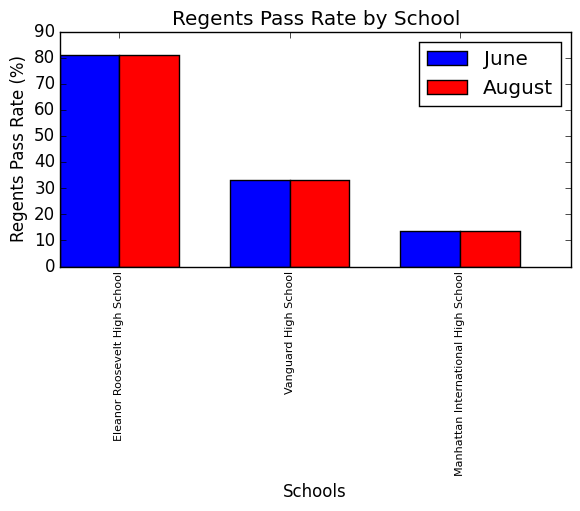 Regents Pass Rate by School
90
80
70
60
50
40
30
20
10
0
Regents Pass Rate (%)
June
August
Eleanor Roosevelt High School
Vanguard High School
Manhattan International High School
Schools